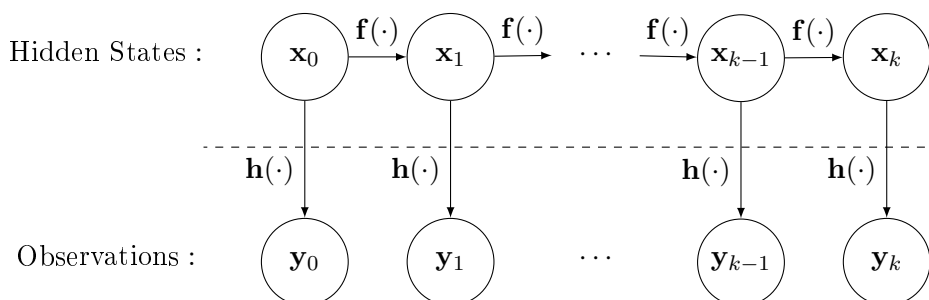 f(·) f(·) f(·) f(·)
Hidden States : x₀ x₁ ··· xₖ₋₁ xₖ
h(·) h(·) h(·) h(·)
Observations : y₀ y₁ ··· yₖ₋₁ yₖ